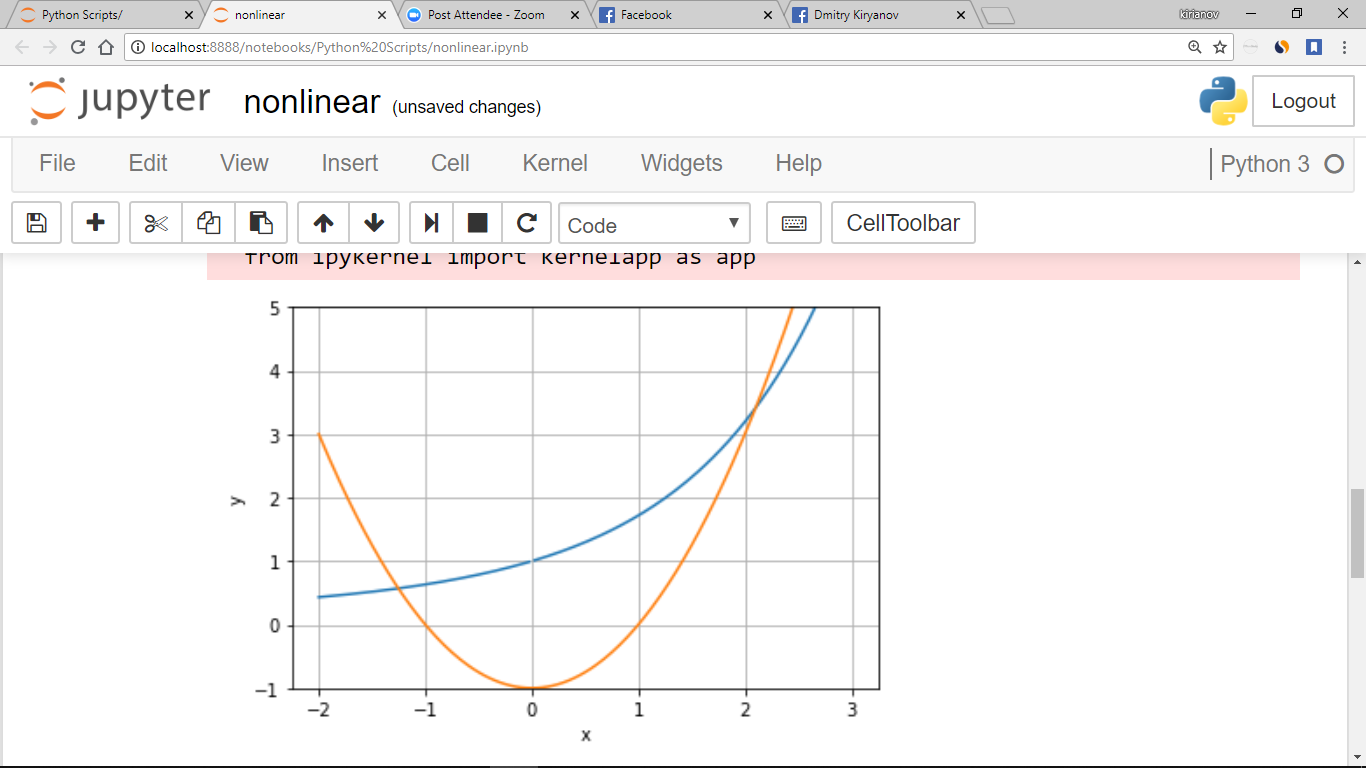 Python Scripts/ nonlinear Post Attendee - Zoom Facebook Dmitry Kiryanov kirianov
localhost:8888/notebooks/Python%20Scripts/nonlinear.ipynb
jupyter nonlinear (unsaved changes) Logout
File Edit View Insert Cell Kernel Widgets Help Python 3
Code CellToolbar
from ipykernel import kernelapp as app
5
4
3
y 2
1
0
−1
−2 −1 0 1 2 3
x